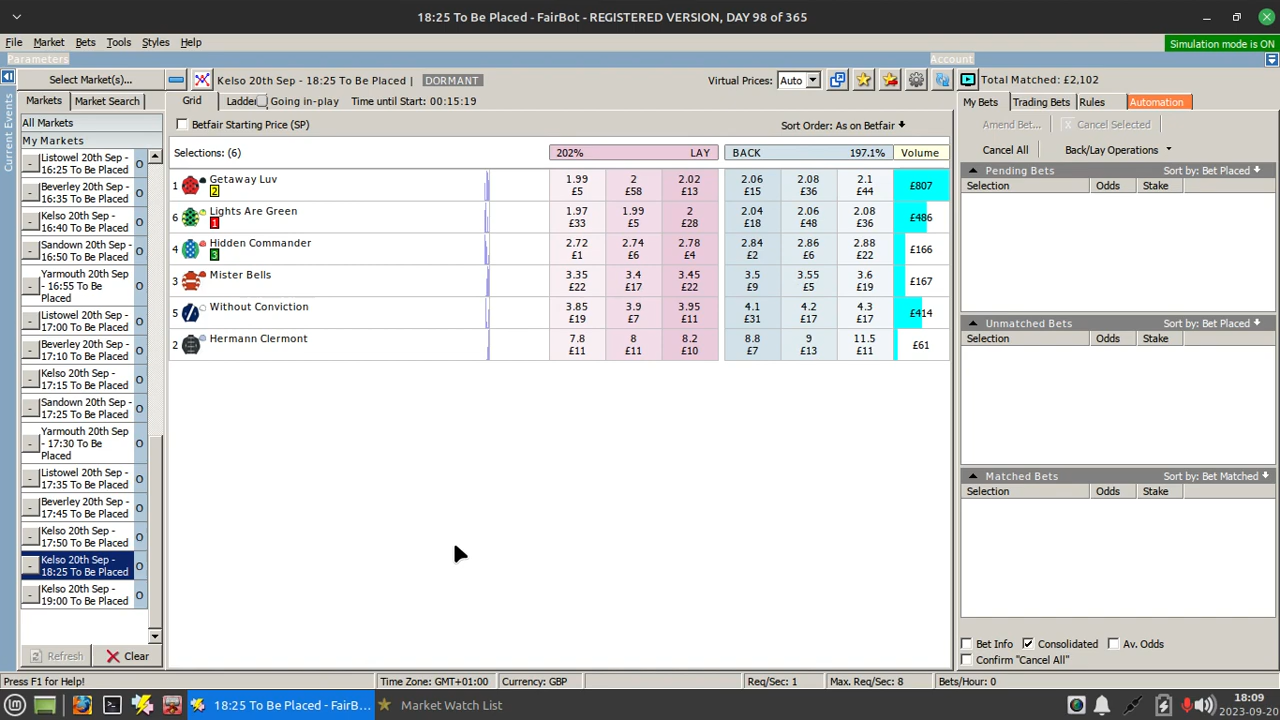 18:25 To Be Placed - FairBot - REGISTERED VERSION, DAY 98 of 365
File Market Bets Tools Styles Help
Simulation mode is ON
Parameters
Account
Select Market(s)...
Kelso 20th Sep - 18:25 To Be Placed | DORMANT
Virtual Prices: Auto
Total Matched: £2,102
Current Events
Markets Market Search
Grid Ladder Going in-play Time until Start: 00:15:19
My Bets Trading Bets Rules Automation
All Markets
Betfair Starting Price (SP)
Sort Order: As on Betfair
Amend Bet... X Cancel Selected
My Markets
Selections: (6) 202% LAY BACK 197.1% Volume
Cancel All Back/Lay Operations
Listowel 20th Sep -
16:25 To Be Placed O
Beverley 20th Sep -
16:35 To Be Placed O
Kelso 20th Sep -
16:40 To Be Placed O
Sandown 20th Sep -
16:50 To Be Placed O
Yarmouth 20th Sep
- 16:55 To Be
Placed O
Listowel 20th Sep -
17:00 To Be Placed O
Beverley 20th Sep -
17:10 To Be Placed O
Kelso 20th Sep -
17:15 To Be Placed O
Sandown 20th Sep -
17:25 To Be Placed O
Yarmouth 20th Sep
- 17:30 To Be
Placed O
Listowel 20th Sep -
17:35 To Be Placed O
Beverley 20th Sep -
17:45 To Be Placed O
Kelso 20th Sep -
17:50 To Be Placed O
Kelso 20th Sep -
18:25 To Be Placed O
Kelso 20th Sep -
19:00 To Be Placed O
Refresh X Clear
1 Getaway Luv 1.99 2 2.02 2.06 2.08 2.1
2 £5 £58 £13 £15 £36 £44 £807
6 Lights Are Green 1.97 1.99 2 2.04 2.06 2.08
1 £33 £5 £28 £18 £48 £36 £486
4 Hidden Commander 2.72 2.74 2.78 2.84 2.86 2.88
3 £1 £6 £4 £2 £6 £22 £166
3 Mister Bells 3.35 3.4 3.45 3.5 3.55 3.6
£22 £17 £22 £9 £5 £19 £167
5 Without Conviction 3.85 3.9 3.95 4.1 4.2 4.3
£19 £7 £11 £31 £17 £17 £414
2 Hermann Clermont 7.8 8 8.2 8.8 9 11.5
£11 £11 £10 £7 £13 £11 £61
Pending Bets Sort by: Bet Placed
Selection Odds Stake
Unmatched Bets Sort by: Bet Placed
Selection Odds Stake
Matched Bets Sort by: Bet Matched
Selection Odds Stake
Bet Info Consolidated Av. Odds
Confirm "Cancel All"
Press F1 for Help! Time Zone: GMT+01:00 Currency: GBP Req/Sec: 1 Max. Req/Sec: 8 Bets/Hour: 0
18:25 To Be Placed - FairB... Market Watch List
18:09
2023-09-20